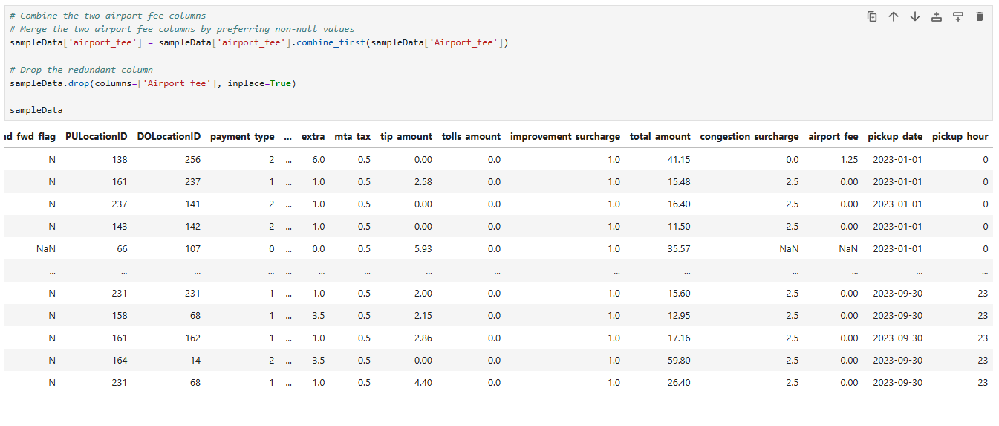 # Combine the two airport fee columns
# Merge the two airport fee columns by preferring non-null values
sampleData['airport_fee'] = sampleData['airport_fee'].combine_first(sampleData['Airport_fee'])
# Drop the redundant column
sampleData.drop(columns=['Airport_fee'], inplace=True)
sampleData
nd_fwd_flag PULocationID DOLocationID payment_type ... extra mta_tax tip_amount tolls_amount improvement_surcharge total_amount congestion_surcharge airport_fee pickup_date pickup_hour
N 138 256 2 ... 6.0 0.5 0.00 0.0 1.0 41.15 0.0 1.25 2023-01-01 0
N 161 237 1 ... 1.0 0.5 2.58 0.0 1.0 15.48 2.5 0.00 2023-01-01 0
N 237 141 2 ... 1.0 0.5 0.00 0.0 1.0 16.40 2.5 0.00 2023-01-01 0
N 143 142 2 ... 1.0 0.5 0.00 0.0 1.0 11.50 2.5 0.00 2023-01-01 0
NaN 66 107 0 ... 0.0 0.5 5.93 0.0 1.0 35.57 NaN NaN 2023-01-01 0
... ... ... ... ... ... ... ... ... ... ... ... ... ... ...
N 231 231 1 ... 1.0 0.5 2.00 0.0 1.0 15.60 2.5 0.00 2023-09-30 23
N 158 68 1 ... 3.5 0.5 2.15 0.0 1.0 12.95 2.5 0.00 2023-09-30 23
N 161 162 1 ... 1.0 0.5 2.86 0.0 1.0 17.16 2.5 0.00 2023-09-30 23
N 164 14 2 ... 3.5 0.5 0.00 0.0 1.0 59.80 2.5 0.00 2023-09-30 23
N 231 68 1 ... 1.0 0.5 4.40 0.0 1.0 26.40 2.5 0.00 2023-09-30 23